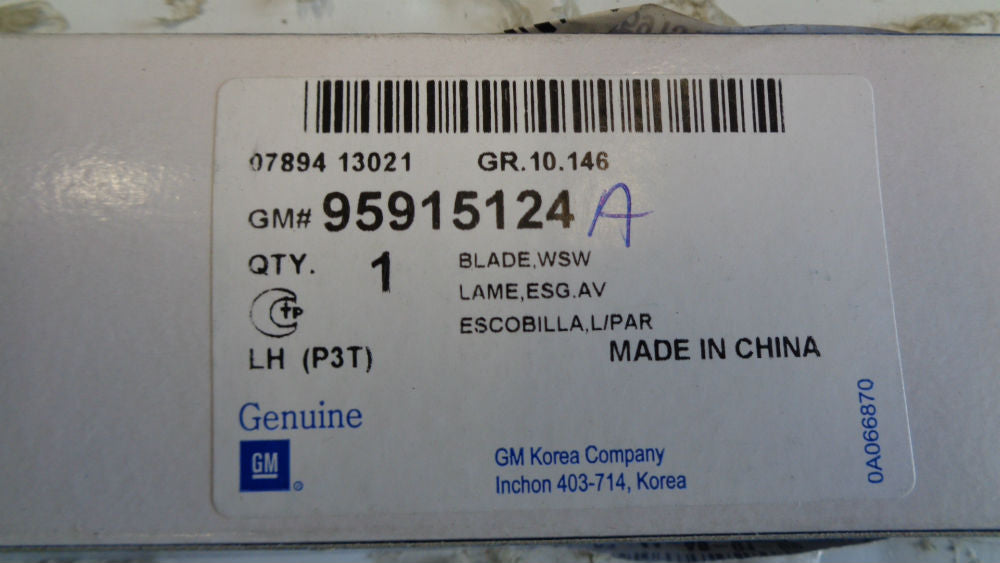 07894 13021 GR.10.146
GM# 95915124 A
QTY. 1
BLADE,WSW
LAME,ESG.AV
ESCOBILLA,L/PAR
LH (P3T)
MADE IN CHINA
Genuine
GM
GM Korea Company
Inchon 403-714, Korea
0A066870